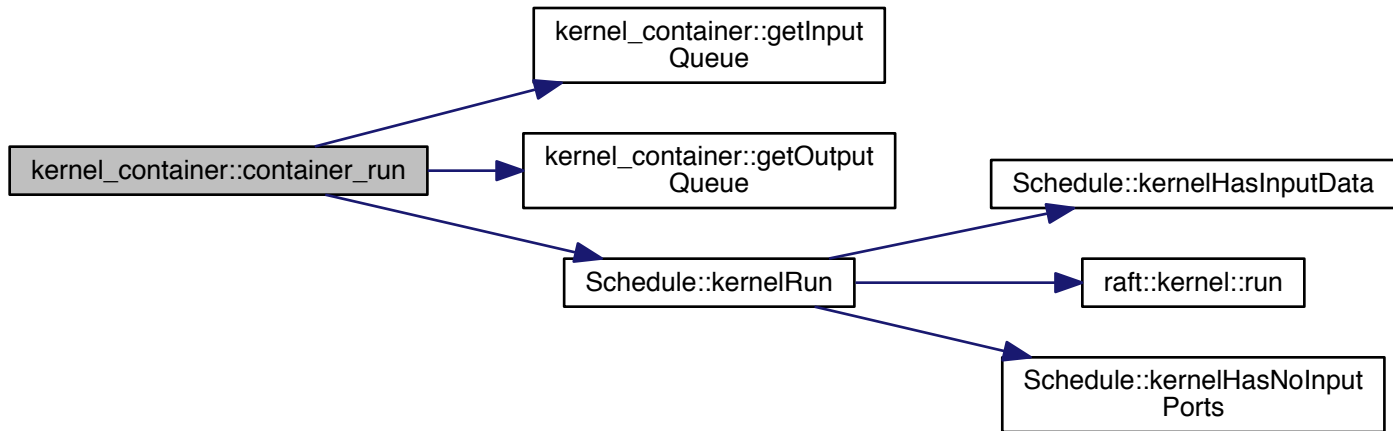 kernel_container::getInput
Queue
kernel_container::container_run
kernel_container::getOutput
Queue
Schedule::kernelHasInputData
Schedule::kernelRun
raft::kernel::run
Schedule::kernelHasNoInput
Ports